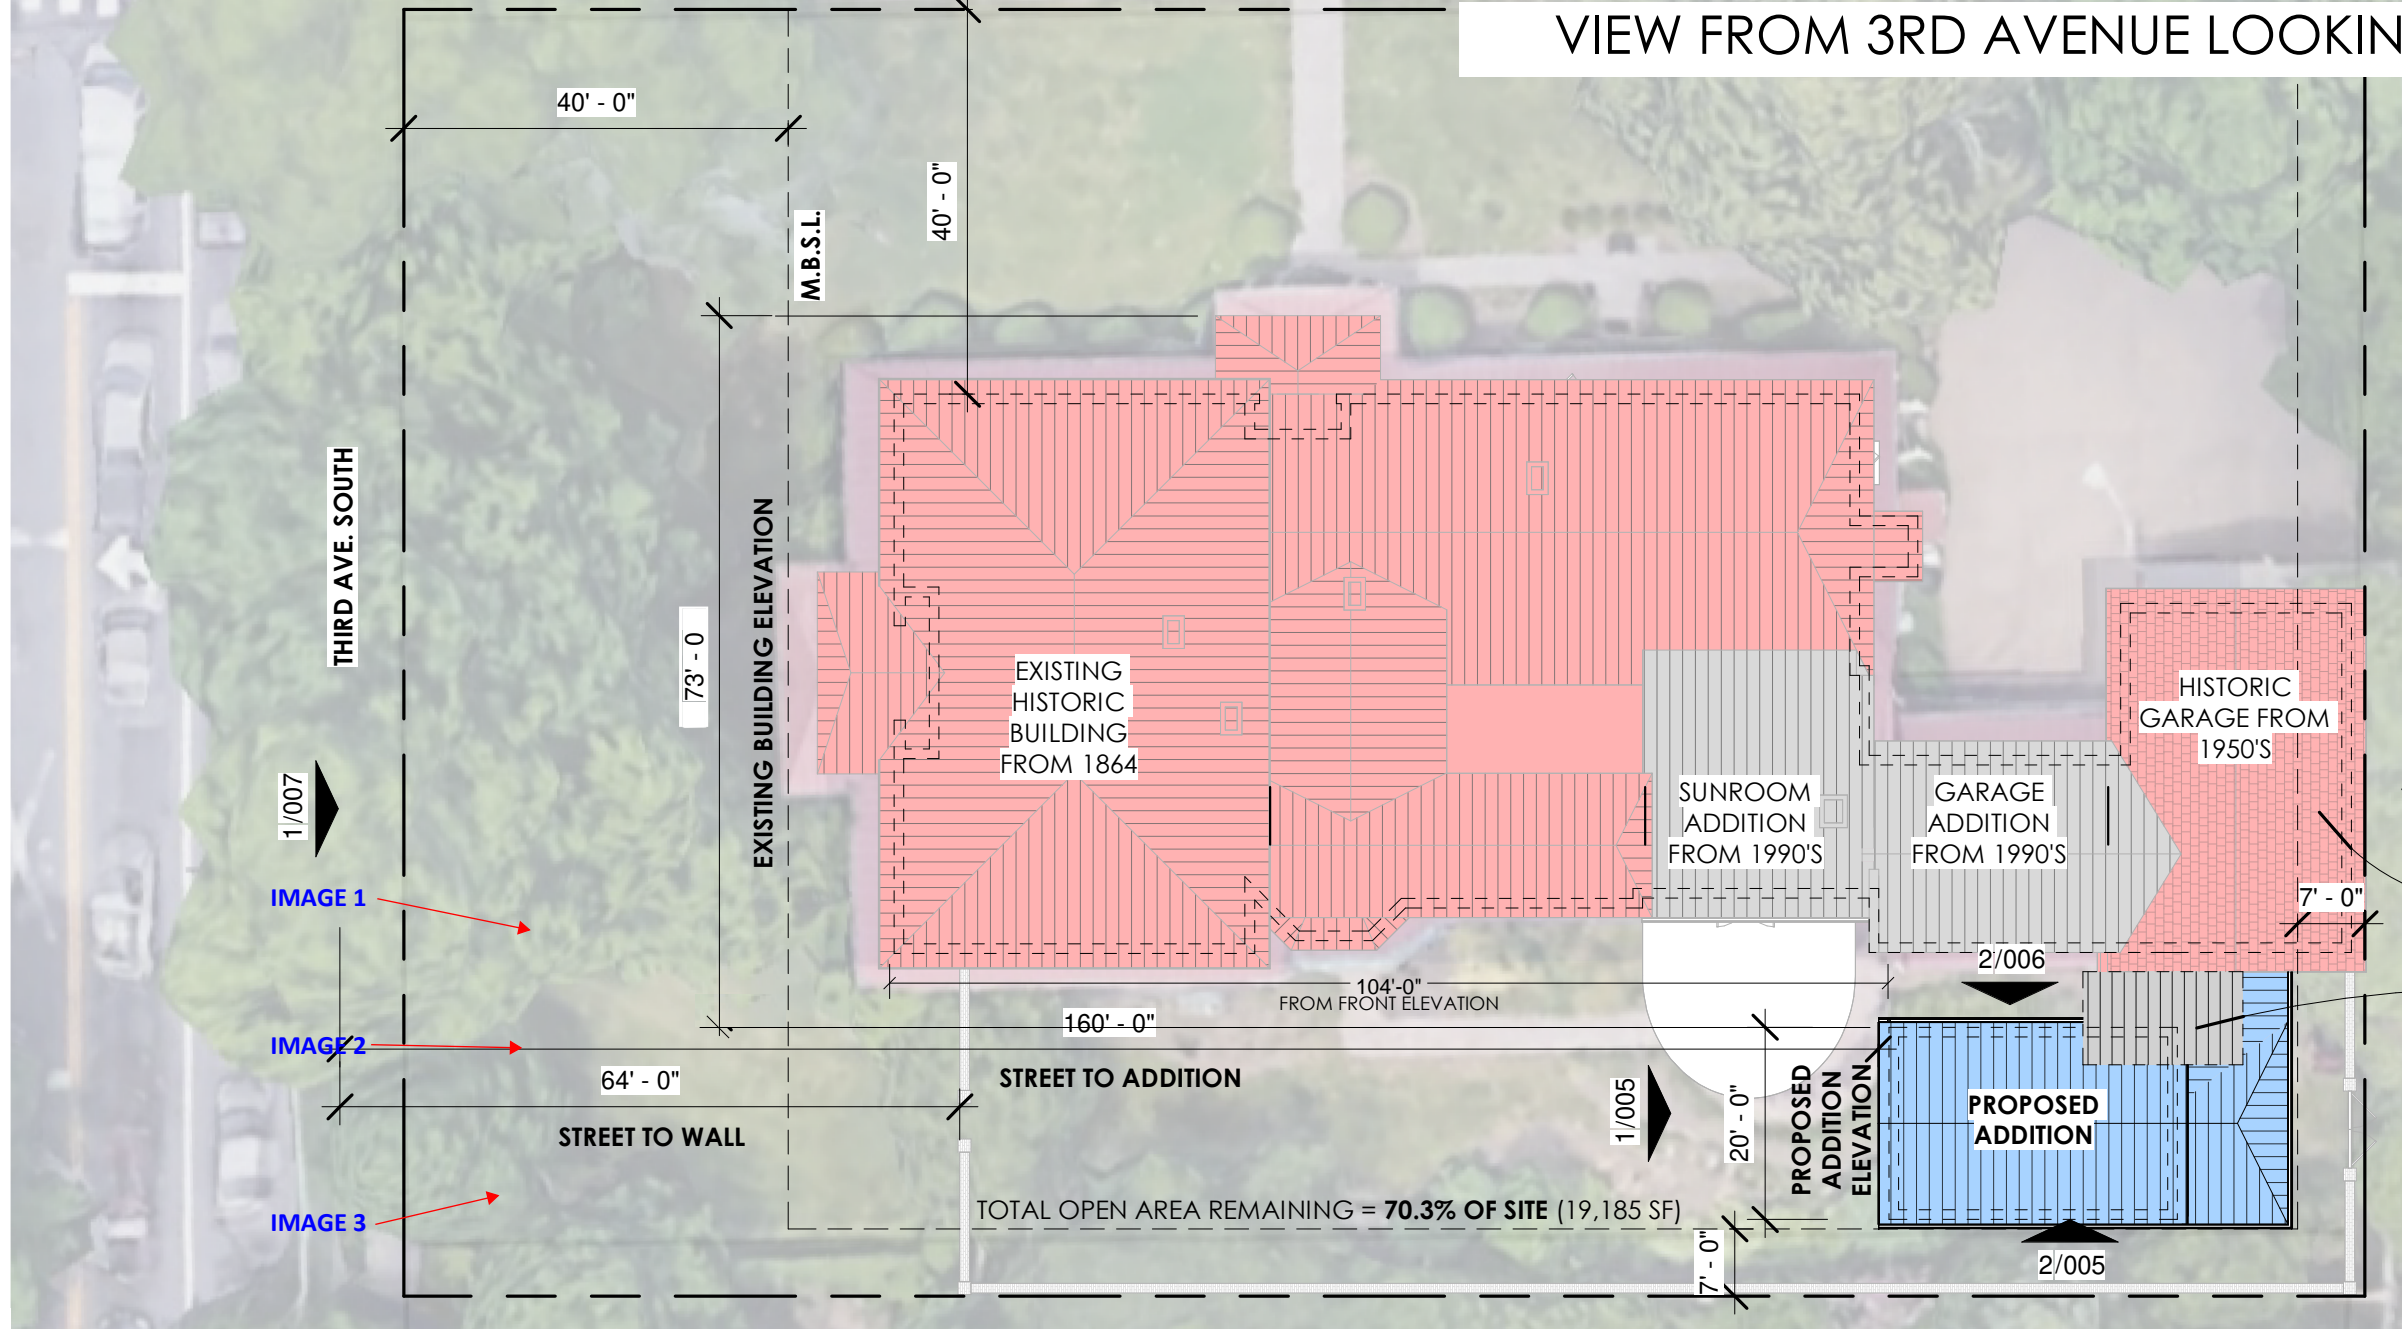 VIEW FROM 3RD AVENUE LOOKIN
40' - 0"
40' - 0"
M.B.S.L.
THIRD AVE. SOUTH
EXISTING BUILDING ELEVATION
73' - 0
EXISTING
HISTORIC
BUILDING
FROM 1864
HISTORIC
GARAGE FROM
1950'S
SUNROOM
ADDITION
FROM 1990'S
GARAGE
ADDITION
FROM 1990'S
1/007
IMAGE 1
7' - 0"
2/006
104'-0"
FROM FRONT ELEVATION
160' - 0"
IMAGE 2
STREET TO ADDITION
64' - 0"
STREET TO WALL
1/005
20' - 0"
PROPOSED
ADDITION
ELEVATION
PROPOSED
ADDITION
IMAGE 3
TOTAL OPEN AREA REMAINING = 70.3% OF SITE (19,185 SF)
7' - 0"
2/005